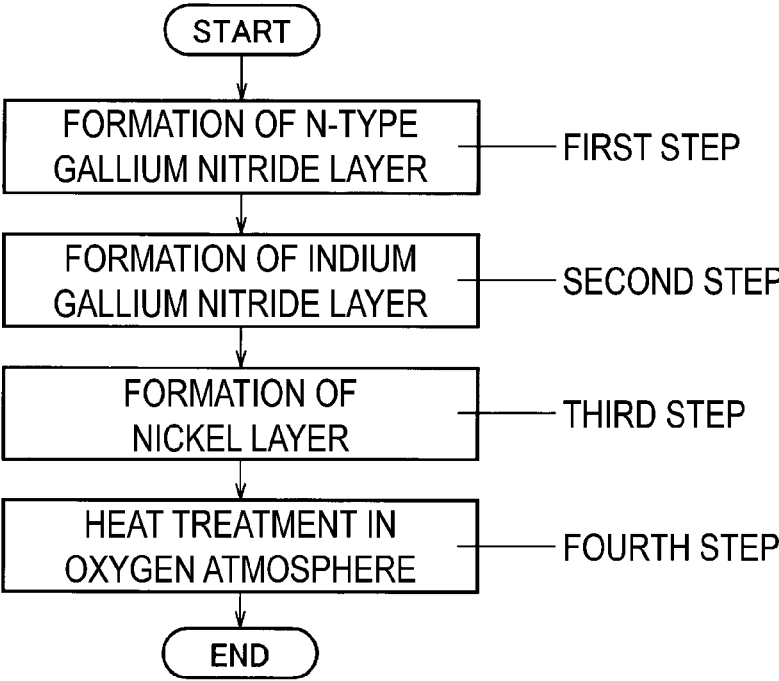 START
FORMATION OF N-TYPE
GALLIUM NITRIDE LAYER
FIRST STEP
FORMATION OF INDIUM
GALLIUM NITRIDE LAYER
SECOND STEP
FORMATION OF
NICKEL LAYER
THIRD STEP
HEAT TREATMENT IN
OXYGEN ATMOSPHERE
FOURTH STEP
END